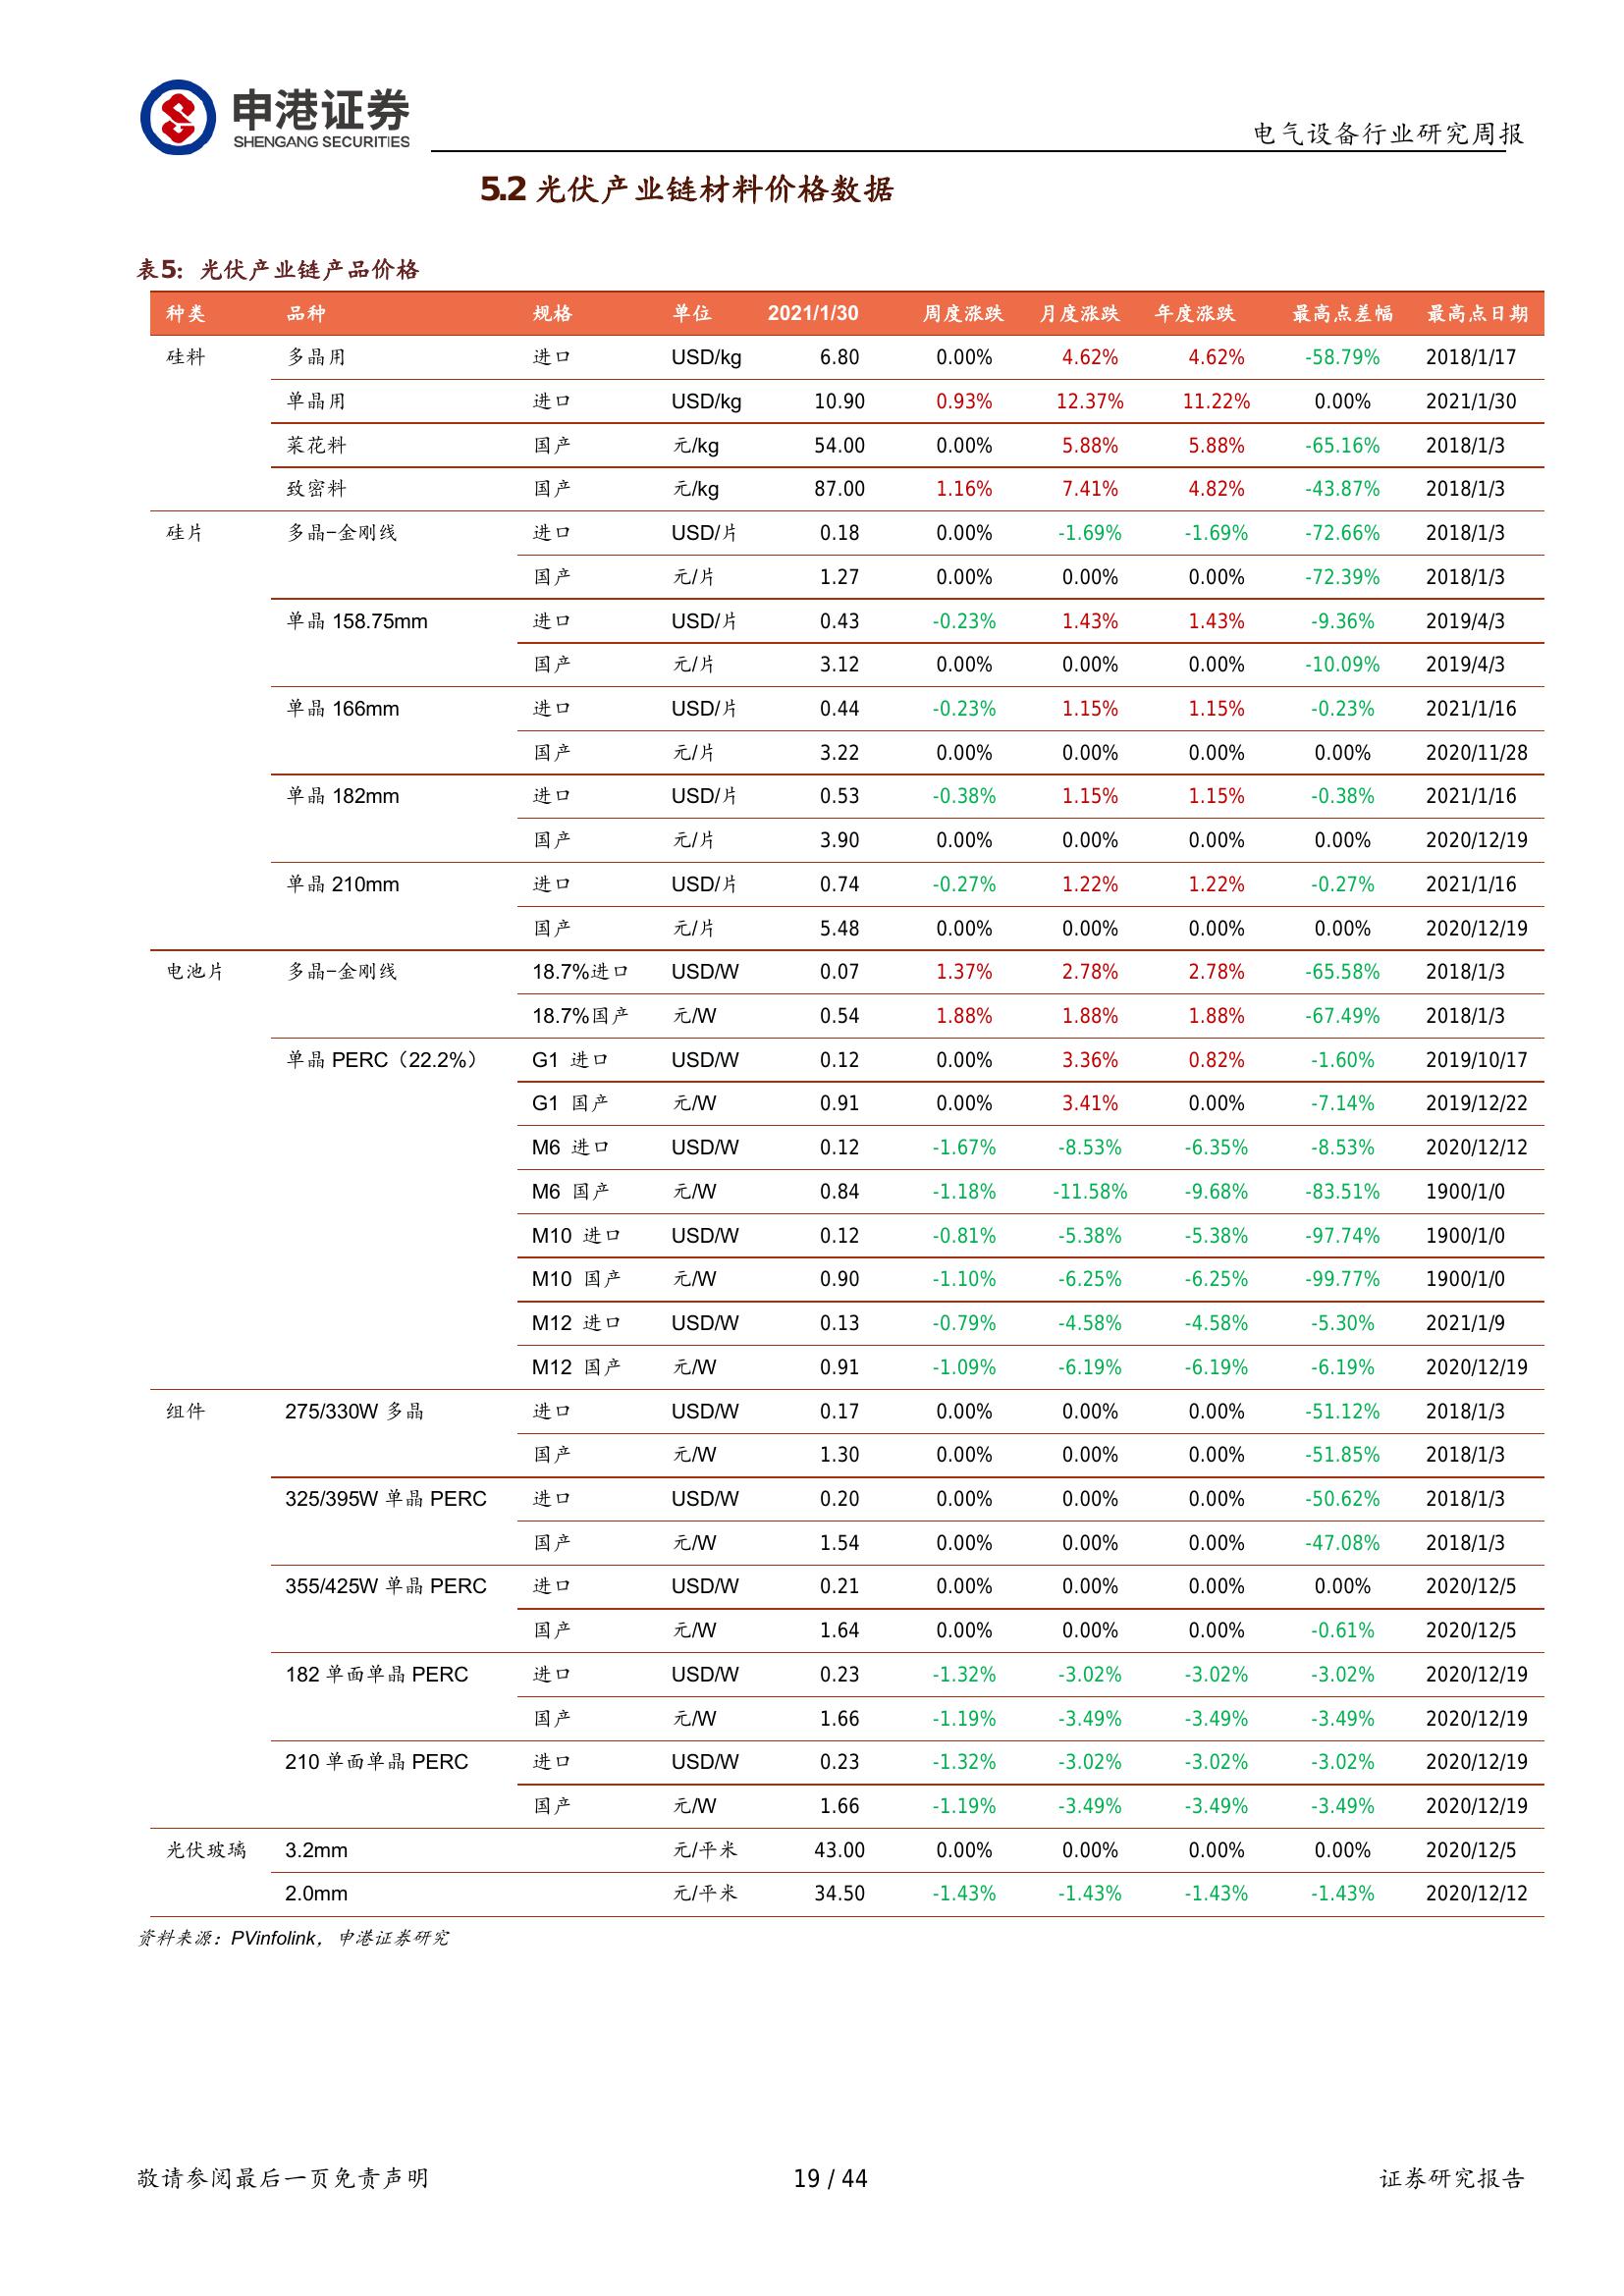 申港证券
SHENGANG SECURITIES
电气设备行业研究周报
5.2 光伏产业链材料价格数据
表5：光伏产业链产品价格
种类 品种 规格 单位 2021/1/30 周度涨跌 月度涨跌 年度涨跌 最高点差幅 最高点日期
硅料 多晶用 进口 USD/kg 6.80 0.00% 4.62% 4.62% -58.79% 2018/1/17
单晶用 进口 USD/kg 10.90 0.93% 12.37% 11.22% 0.00% 2021/1/30
菜花料 国产 元/kg 54.00 0.00% 5.88% 5.88% -65.16% 2018/1/3
致密料 国产 元/kg 87.00 1.16% 7.41% 4.82% -43.87% 2018/1/3
硅片 多晶-金刚线 进口 USD/片 0.18 0.00% -1.69% -1.69% -72.66% 2018/1/3
国产 元/片 1.27 0.00% 0.00% 0.00% -72.39% 2018/1/3
单晶 158.75mm 进口 USD/片 0.43 -0.23% 1.43% 1.43% -9.36% 2019/4/3
国产 元/片 3.12 0.00% 0.00% 0.00% -10.09% 2019/4/3
单晶 166mm 进口 USD/片 0.44 -0.23% 1.15% 1.15% -0.23% 2021/1/16
国产 元/片 3.22 0.00% 0.00% 0.00% 0.00% 2020/11/28
单晶 182mm 进口 USD/片 0.53 -0.38% 1.15% 1.15% -0.38% 2021/1/16
国产 元/片 3.90 0.00% 0.00% 0.00% 0.00% 2020/12/19
单晶 210mm 进口 USD/片 0.74 -0.27% 1.22% 1.22% -0.27% 2021/1/16
国产 元/片 5.48 0.00% 0.00% 0.00% 0.00% 2020/12/19
电池片 多晶-金刚线 18.7%进口 USD/W 0.07 1.37% 2.78% 2.78% -65.58% 2018/1/3
18.7%国产 元/W 0.54 1.88% 1.88% 1.88% -67.49% 2018/1/3
单晶 PERC（22.2%） G1 进口 USD/W 0.12 0.00% 3.36% 0.82% -1.60% 2019/10/17
G1 国产 元/W 0.91 0.00% 3.41% 0.00% -7.14% 2019/12/22
M6 进口 USD/W 0.12 -1.67% -8.53% -6.35% -8.53% 2020/12/12
M6 国产 元/W 0.84 -1.18% -11.58% -9.68% -83.51% 1900/1/0
M10 进口 USD/W 0.12 -0.81% -5.38% -5.38% -97.74% 1900/1/0
M10 国产 元/W 0.90 -1.10% -6.25% -6.25% -99.77% 1900/1/0
M12 进口 USD/W 0.13 -0.79% -4.58% -4.58% -5.30% 2021/1/9
M12 国产 元/W 0.91 -1.09% -6.19% -6.19% -6.19% 2020/12/19
组件 275/330W 多晶 进口 USD/W 0.17 0.00% 0.00% 0.00% -51.12% 2018/1/3
国产 元/W 1.30 0.00% 0.00% 0.00% -51.85% 2018/1/3
325/395W 单晶 PERC 进口 USD/W 0.20 0.00% 0.00% 0.00% -50.62% 2018/1/3
国产 元/W 1.54 0.00% 0.00% 0.00% -47.08% 2018/1/3
355/425W 单晶 PERC 进口 USD/W 0.21 0.00% 0.00% 0.00% 0.00% 2020/12/5
国产 元/W 1.64 0.00% 0.00% 0.00% -0.61% 2020/12/5
182 单面单晶 PERC 进口 USD/W 0.23 -1.32% -3.02% -3.02% -3.02% 2020/12/19
国产 元/W 1.66 -1.19% -3.49% -3.49% -3.49% 2020/12/19
210 单面单晶 PERC 进口 USD/W 0.23 -1.32% -3.02% -3.02% -3.02% 2020/12/19
国产 元/W 1.66 -1.19% -3.49% -3.49% -3.49% 2020/12/19
光伏玻璃 3.2mm 元/平米 43.00 0.00% 0.00% 0.00% 0.00% 2020/12/5
2.0mm 元/平米 34.50 -1.43% -1.43% -1.43% -1.43% 2020/12/12
资料来源：PVinfolink，申港证券研究
敬请参阅最后一页免责声明 19 / 44 证券研究报告